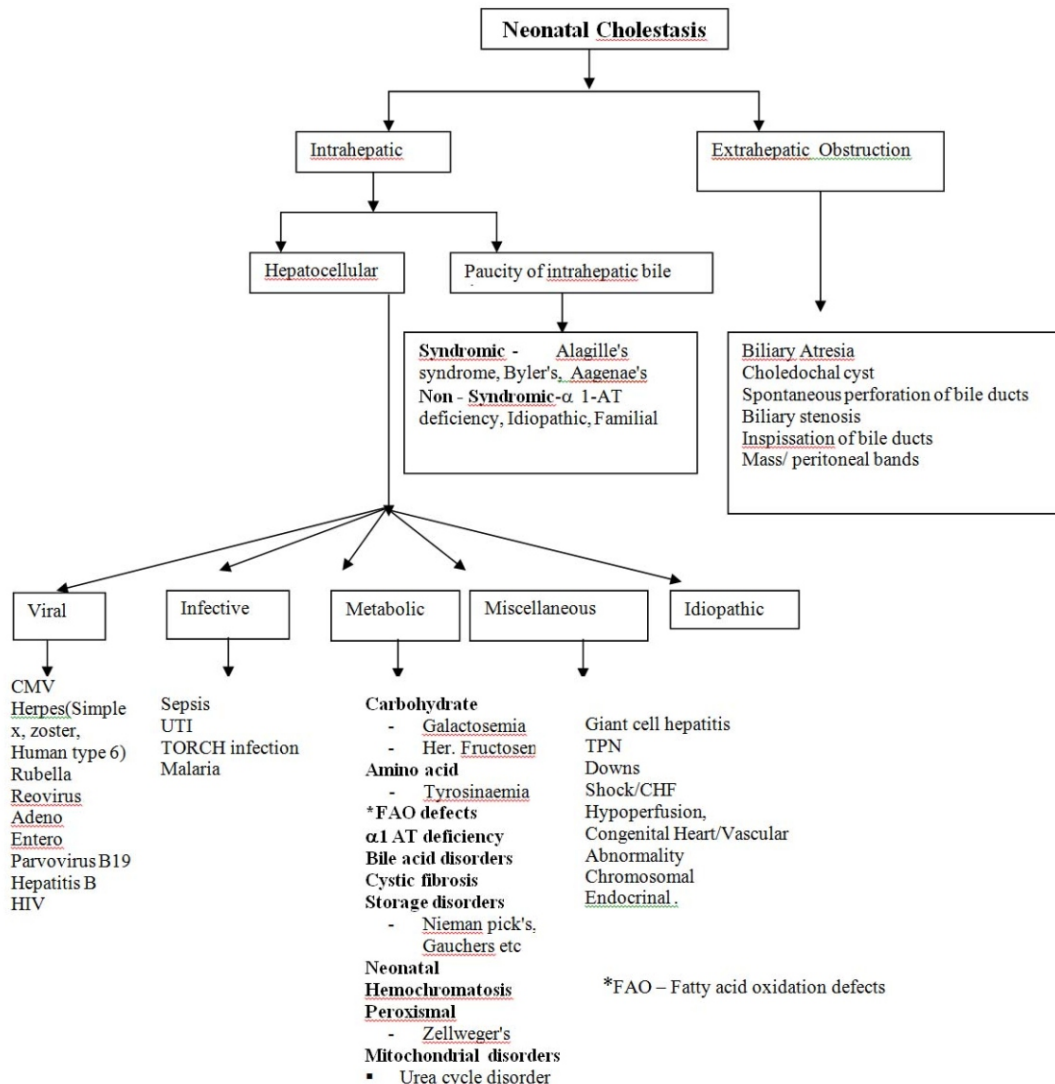 Neonatal Cholestasis
Intrahepatic
Extrahepatic Obstruction
Hepatocellular
Paucity of intrahepatic bile
Syndromic - Alagille's
syndrome, Byler's, Aagenae's
Non - Syndromic-α 1-AT
deficiency, Idiopathic, Familial
Biliary Atresia
Choledochal cyst
Spontaneous perforation of bile ducts
Biliary stenosis
Inspissation of bile ducts
Mass/ peritoneal bands
Viral
Infective
Metabolic
Miscellaneous
Idiopathic
CMV
Herpes(Simple
x, zoster,
Human type 6)
Rubella
Reovirus
Adeno
Entero
Parvovirus B19
Hepatitis B
HIV
Sepsis
UTI
TORCH infection
Malaria
Carbohydrate
- Galactosemia
- Her. Fructosen
Amino acid
- Tyrosinaemia
*FAO defects
α1 AT deficiency
Bile acid disorders
Cystic fibrosis
Storage disorders
- Nieman pick's,
Gauchers etc
Neonatal
Hemochromatosis
Peroxismal
- Zellweger's
Mitochondrial disorders
▪ Urea cycle disorder
Giant cell hepatitis
TPN
Downs
Shock/CHF
Hypoperfusion,
Congenital Heart/Vascular
Abnormality
Chromosomal
Endocrinal .
*FAO – Fatty acid oxidation defects